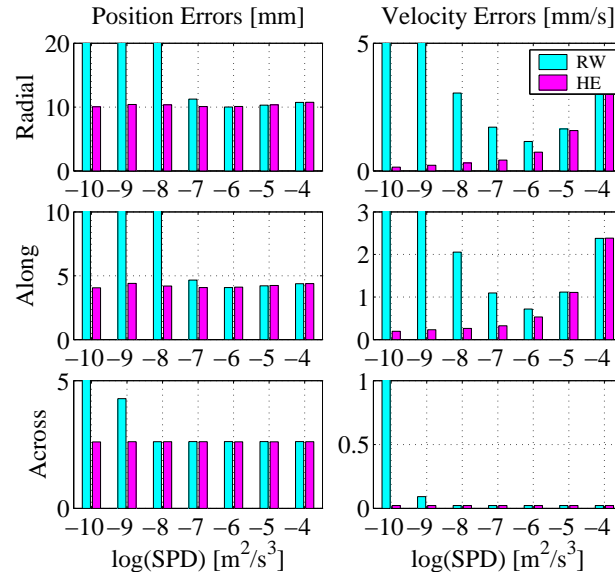 Position Errors [mm]
Velocity Errors [mm/s]
Radial
20
10
0
−10 −9 −8 −7 −6 −5 −4
5
0
−10 −9 −8 −7 −6 −5 −4
RW
HE
Along
10
5
0
−10 −9 −8 −7 −6 −5 −4
3
2
1
0
−10 −9 −8 −7 −6 −5 −4
Across
5
0
−10 −9 −8 −7 −6 −5 −4
log(SPD) [m²/s³]
1
0.5
0
−10 −9 −8 −7 −6 −5 −4
log(SPD) [m²/s³]